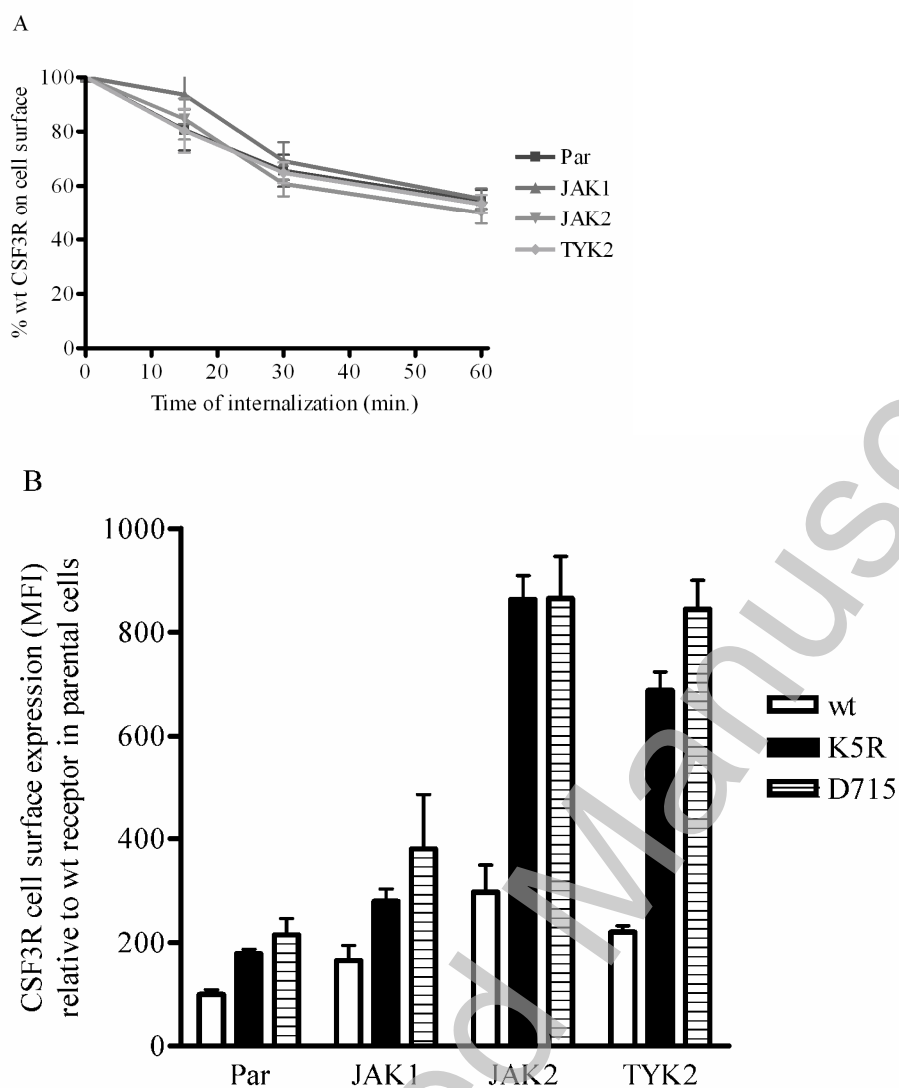 A
% wt CSF3R on cell surface
100
80
60
40
20
0
0 10 20 30 40 50 60
Time of internalization (min.)
Par
JAK1
JAK2
TYK2
B
CSF3R cell surface expression (MFI)
relative to wt receptor in parental cells
1000
800
600
400
200
0
Par JAK1 JAK2 TYK2
wt
K5R
D715